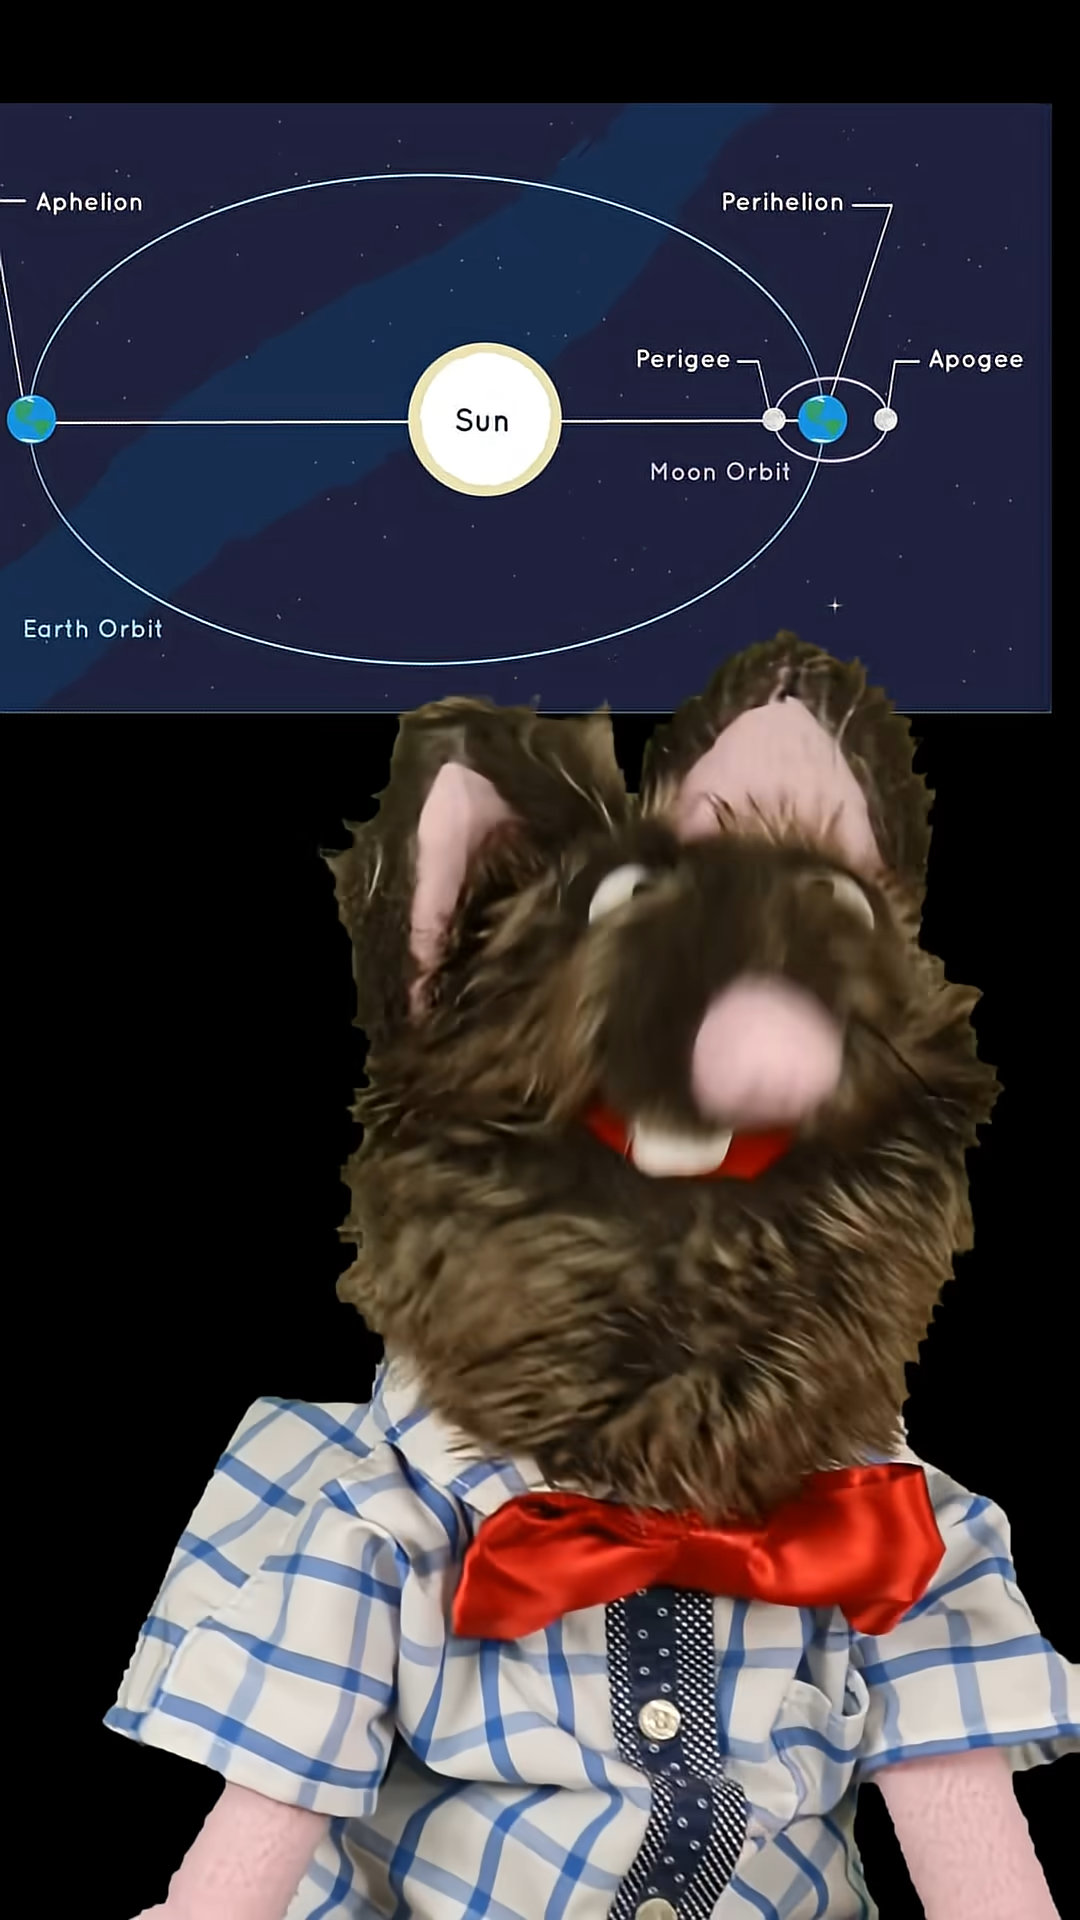 Aphelion
Perihelion
Perigee
Apogee
Sun
Moon Orbit
Earth Orbit